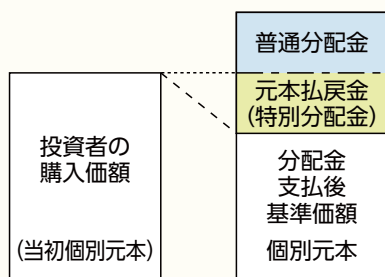 投資者の
購入価額
(当初個別元本)
普通分配金
元本払戻金
(特別分配金)
分配金
支払後
基準価額
個別元本